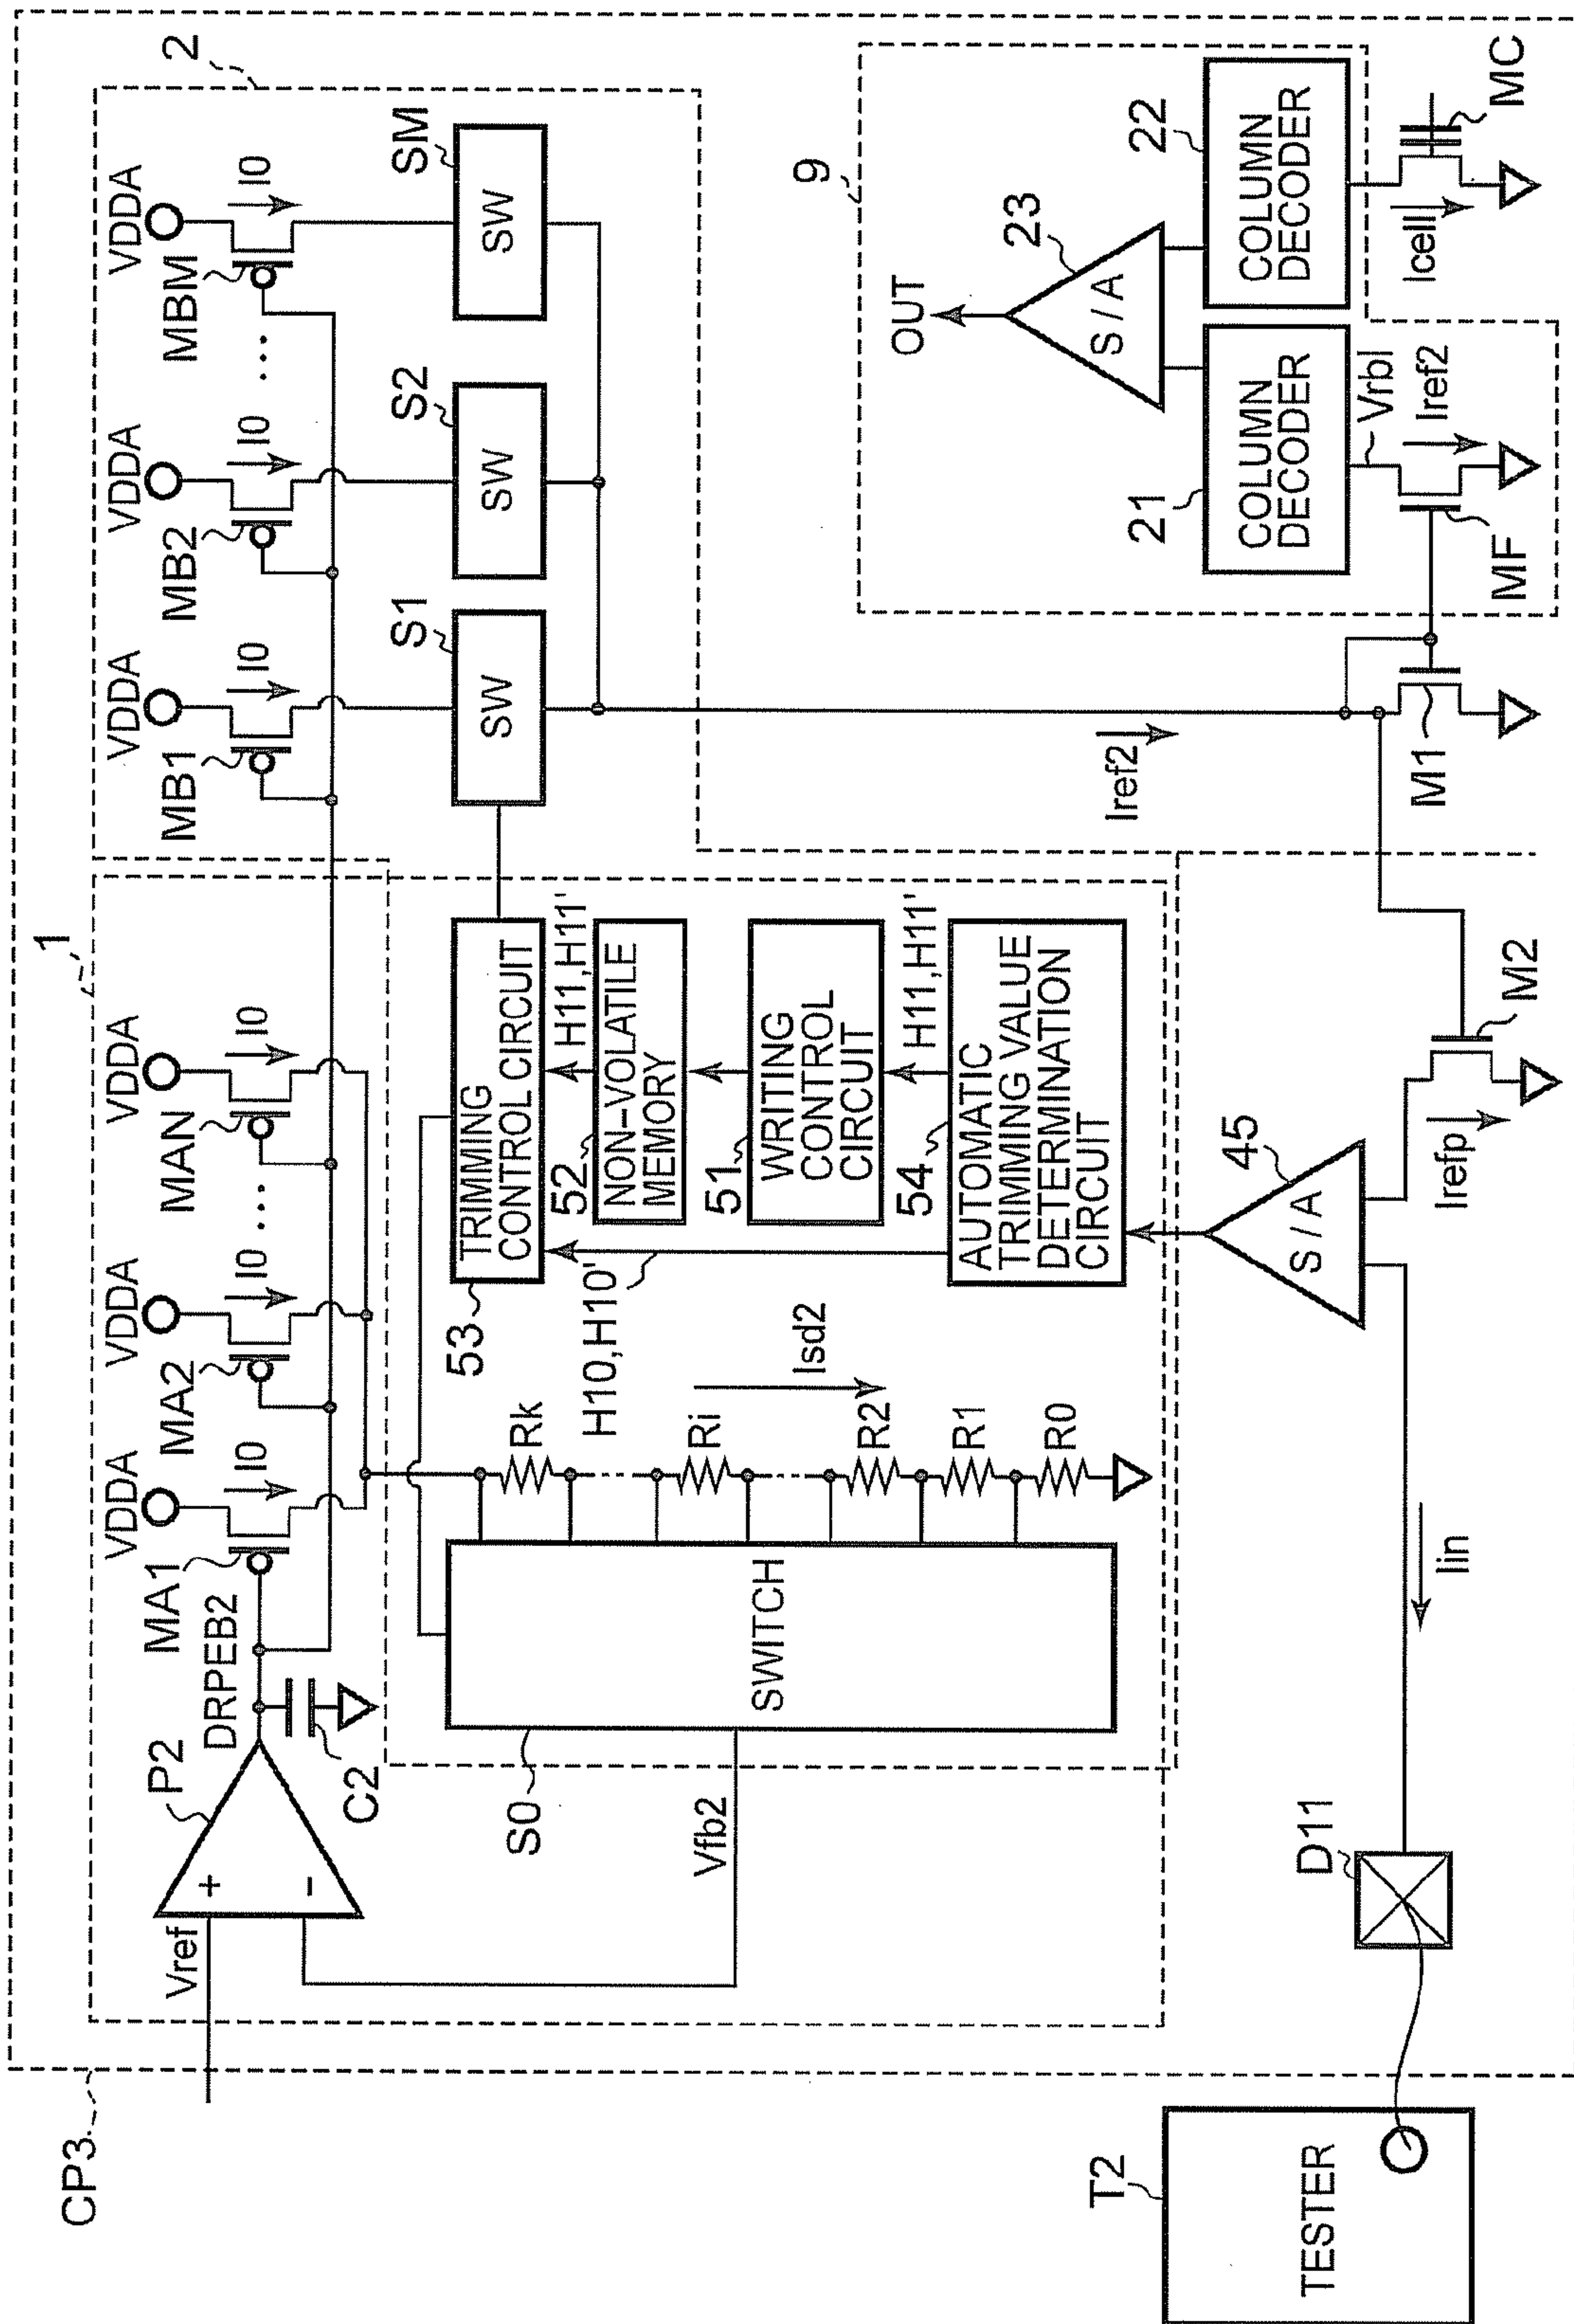 CP3
1
2
VDDA
VDDA
VDDA
VDDA
VDDA
VDDA
MA1
I0
MA2
I0
MAN
I0
...
MB1
I0
MB2
I0
MBM
I0
...
P2
DRPEB2
Vref
+
-
C2
S0
Vfb2
SWITCH
Rk
Ri
R2
R1
R0
Isd2
53
TRIMMING
CONTROL CIRCUIT
H10,H10'
H11,H11'
52
NON-VOLATILE
MEMORY
51
WRITING
CONTROL
CIRCUIT
H11,H11'
54
AUTOMATIC
TRIMMING VALUE
DETERMINATION
CIRCUIT
S1
SW
S2
SW
SM
SW
Iref2
9
OUT
23
S/A
21
COLUMN
DECODER
22
COLUMN
DECODER
Vrbl
Iref2
MF
Icell
MC
M1
45
S/A
Irefp
M2
Iin
D11
T2
TESTER